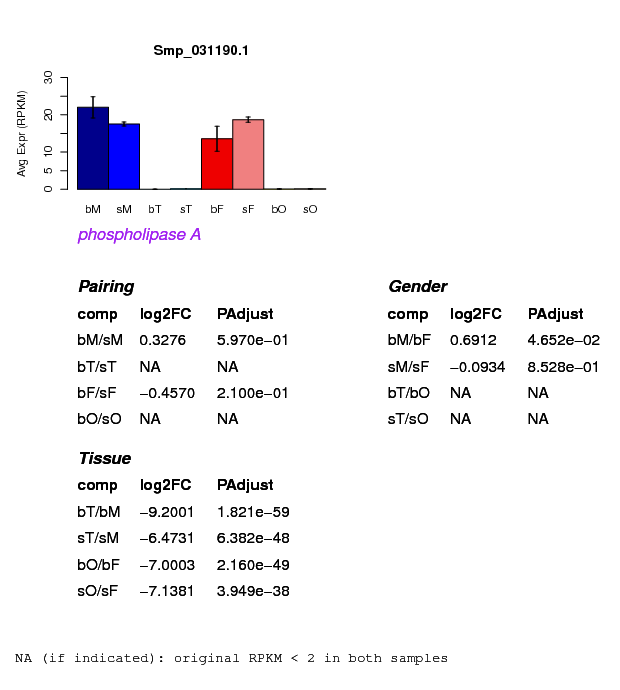 Smp_031190.1
Avg Expr (RPKM)
30
20
10
5
0
bM sM bT sT bF sF bO sO
phospholipase A
Pairing
comp log2FC PAdjust
bM/sM 0.3276 5.970e−01
bT/sT NA NA
bF/sF −0.4570 2.100e−01
bO/sO NA NA
Gender
comp log2FC PAdjust
bM/bF 0.6912 4.652e−02
sM/sF −0.0934 8.528e−01
bT/bO NA NA
sT/sO NA NA
Tissue
comp log2FC PAdjust
bT/bM −9.2001 1.821e−59
sT/sM −6.4731 6.382e−48
bO/bF −7.0003 2.160e−49
sO/sF −7.1381 3.949e−38
NA (if indicated): original RPKM < 2 in both samples